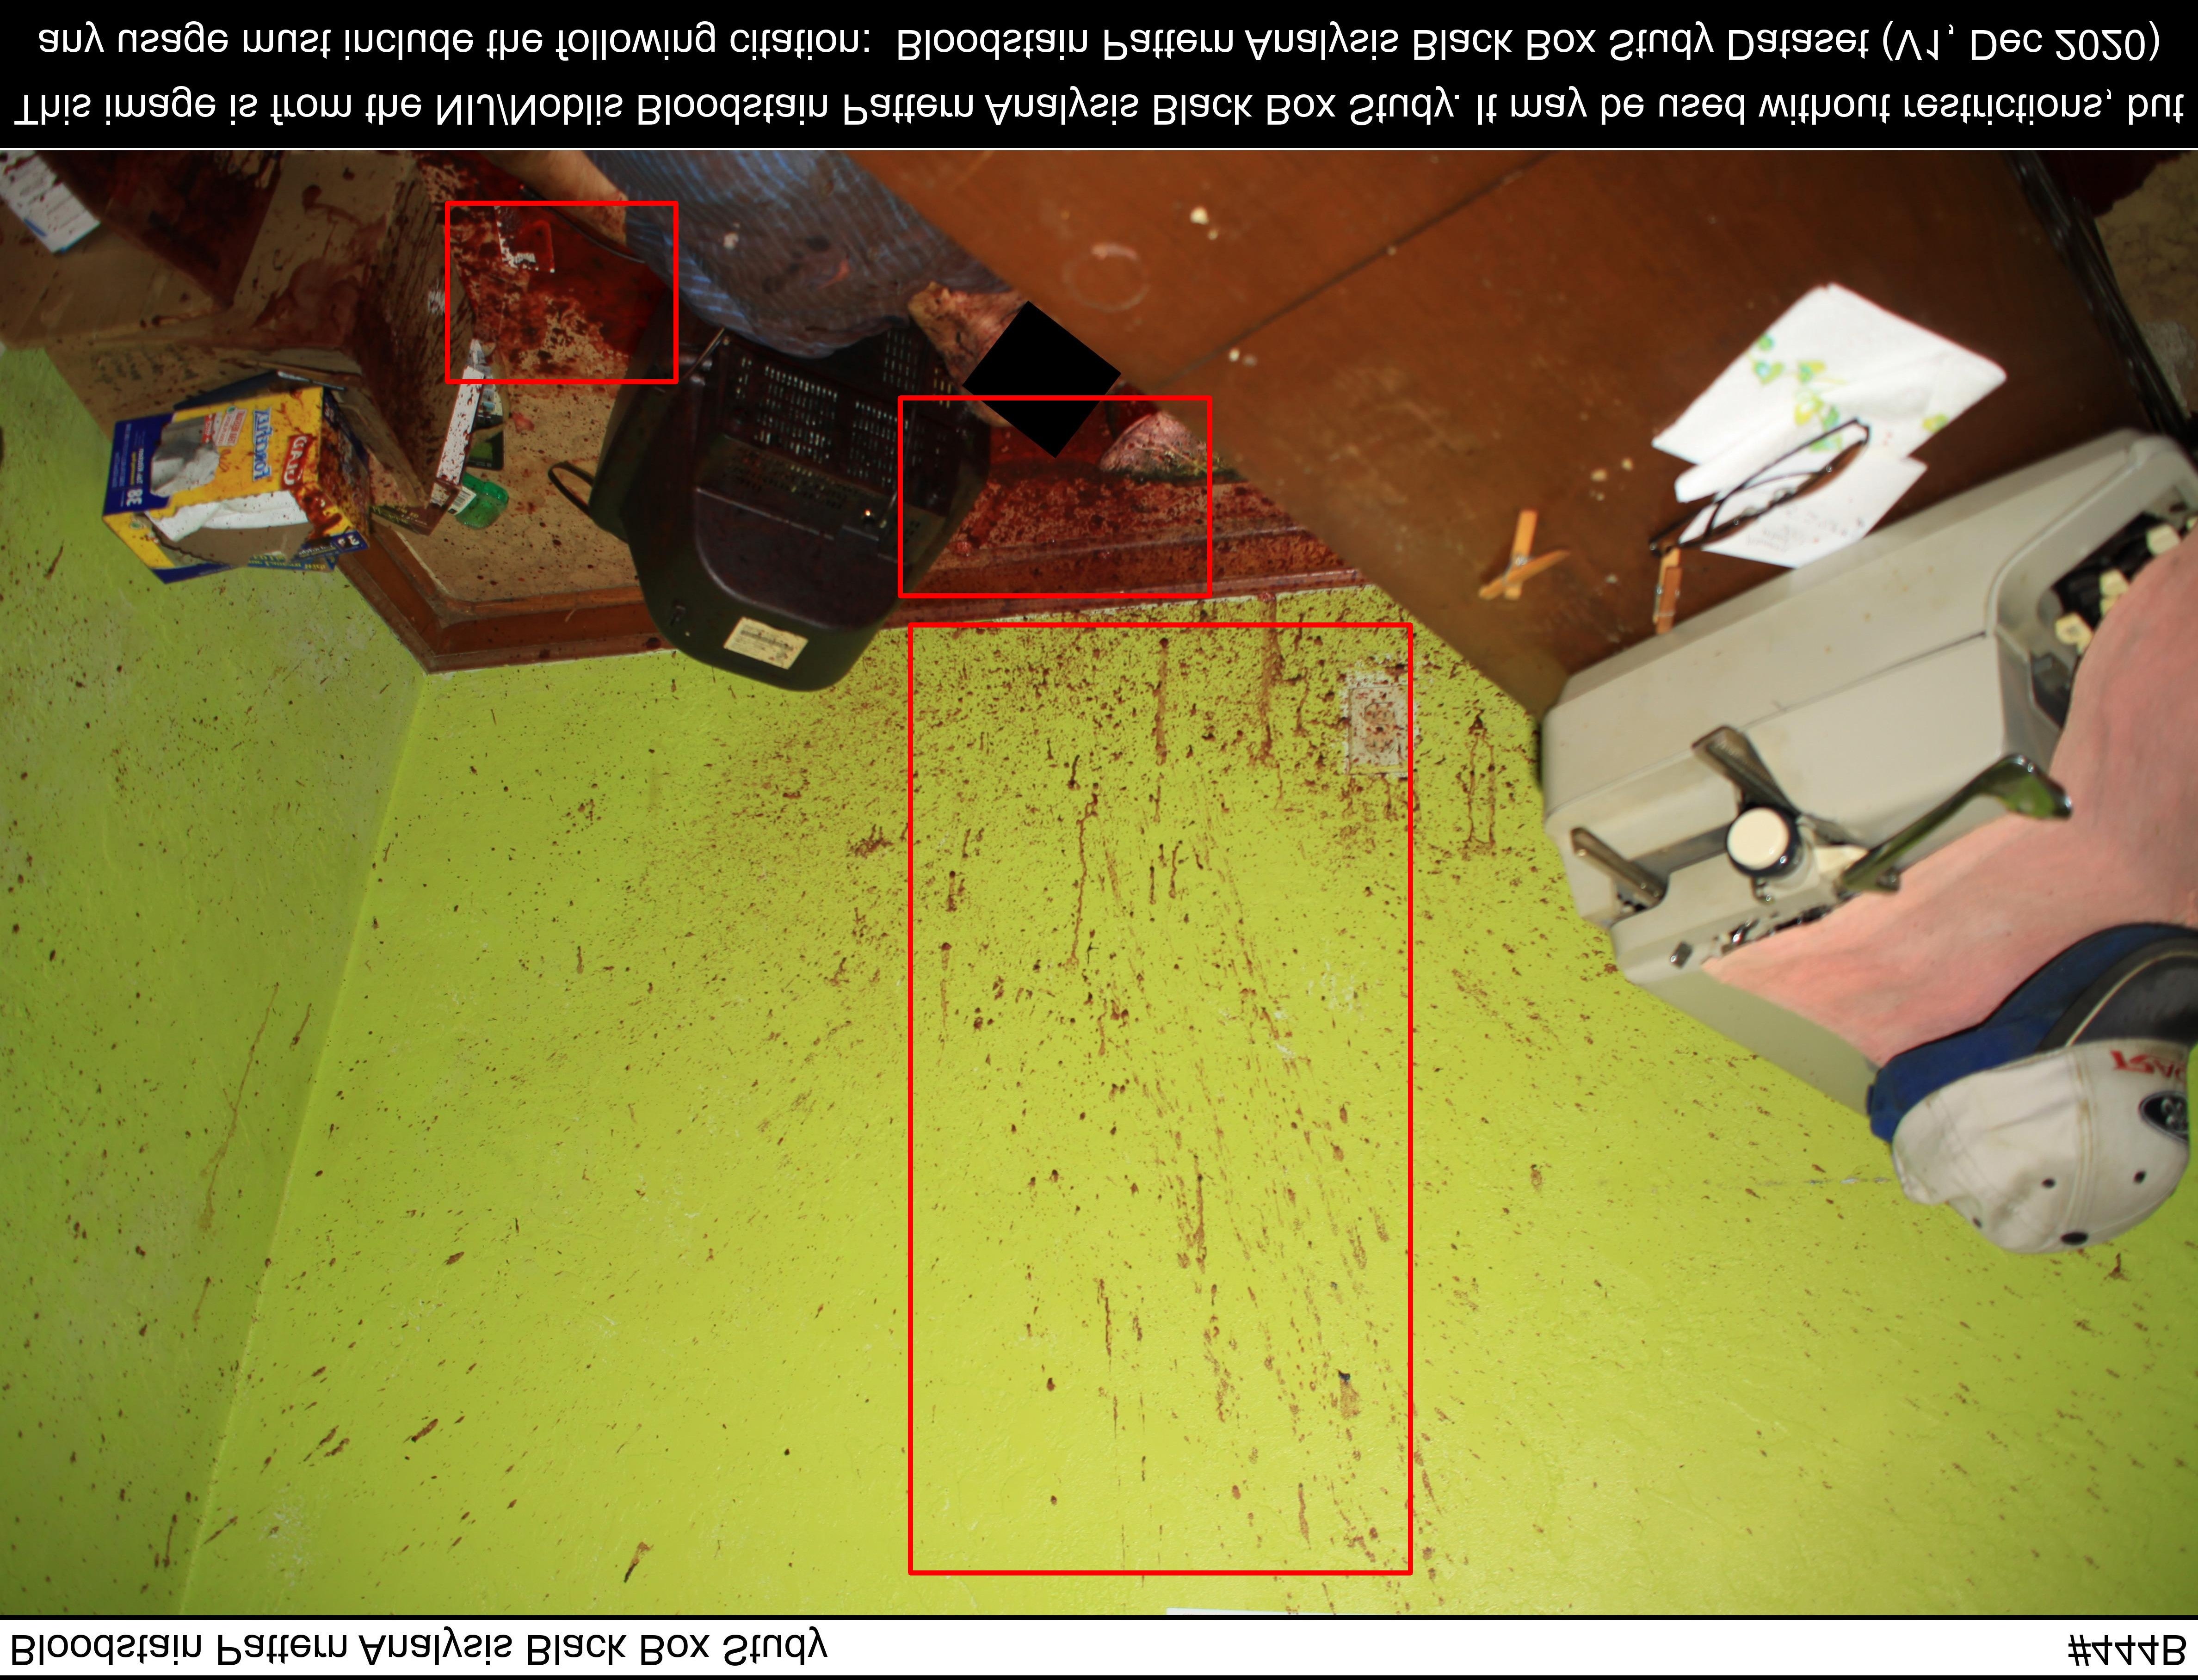 Bloodstain Pattern Analysis Black Box Study #444B
This image is from the NIJ/Noblis Bloodstain Pattern Analysis Black Box Study. It may be used without restrictions, but
any usage must include the following citation: Bloodstain Pattern Analysis Black Box Study Dataset (V1, Dec 2020)